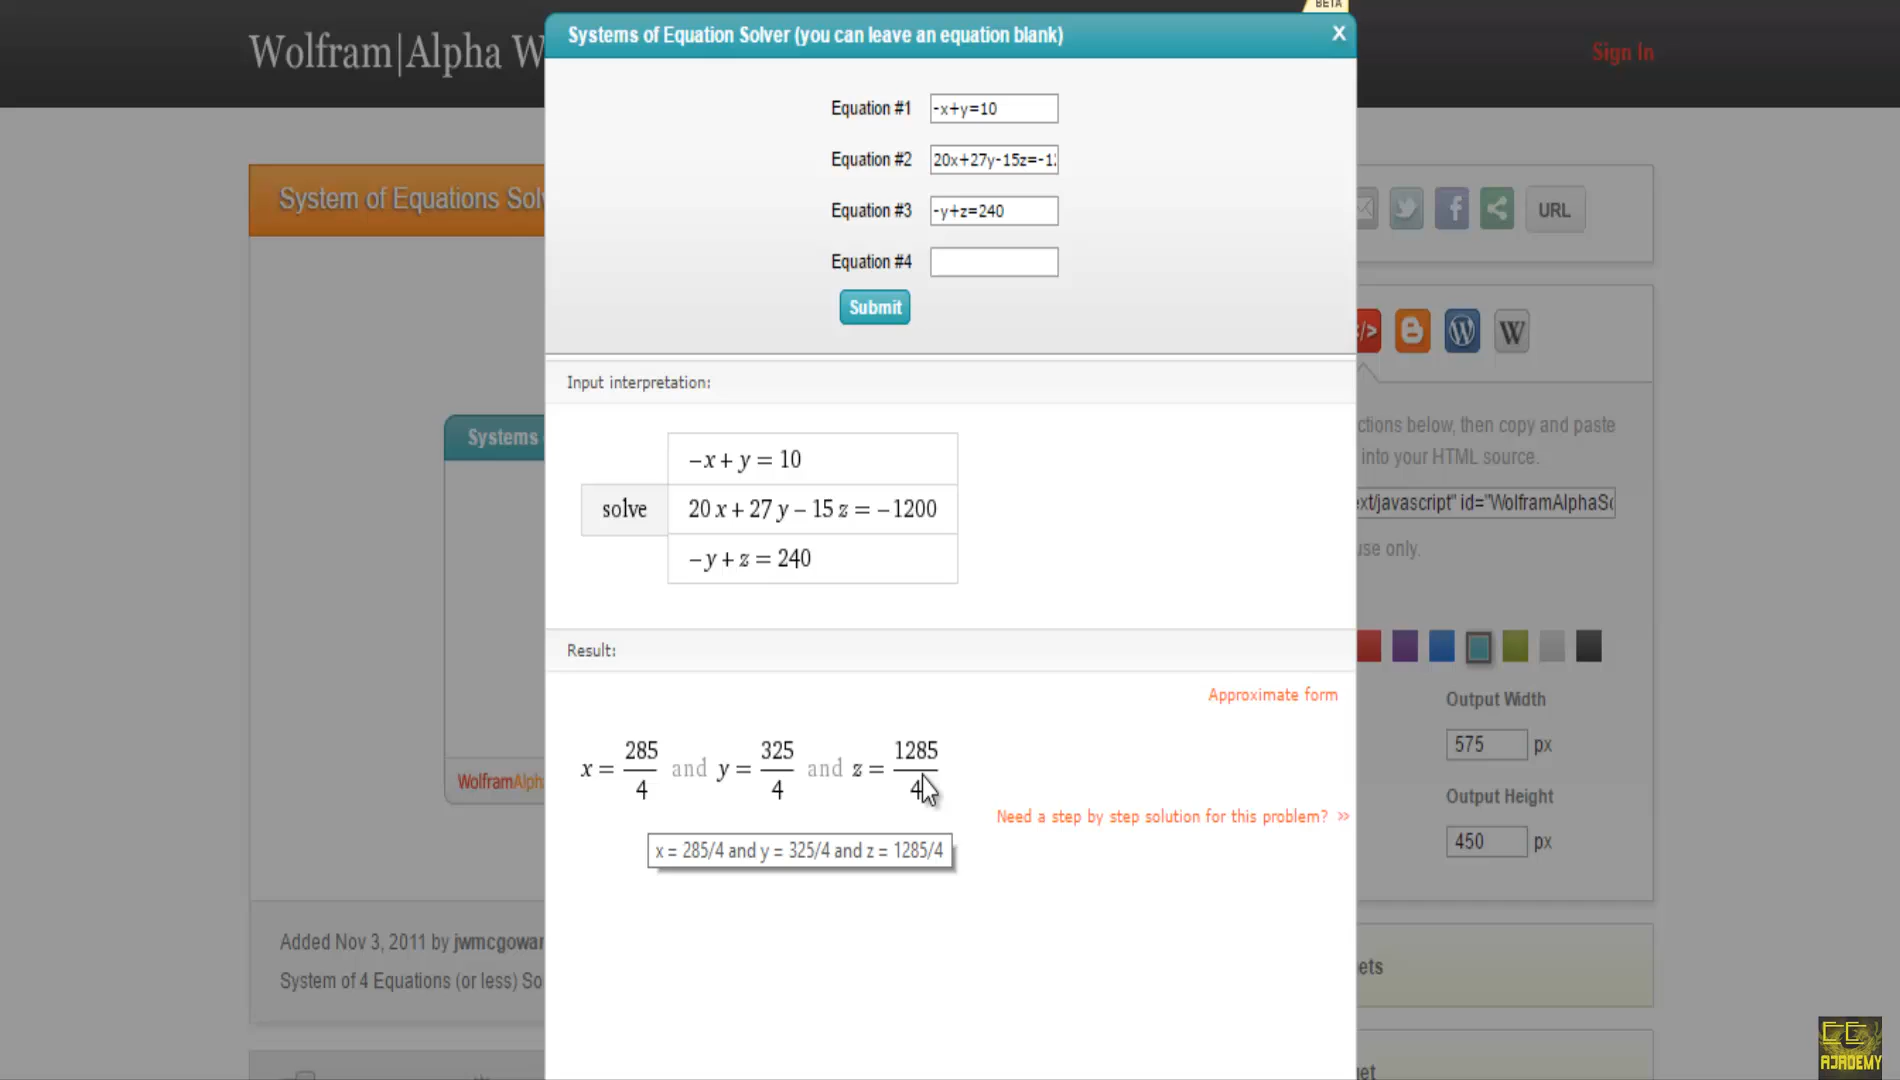 BETA
Systems of Equation Solver (you can leave an equation blank) X
Wolfram|Alpha W
Sign In
Equation #1 -x+y=10
Equation #2 20x+27y-15z=-1
Equation #3 -y+z=240
Equation #4
Submit
System of Equations Sol
URL
Input interpretation:
solve
−x + y = 10
20 x + 27 y − 15 z = −1200
−y + z = 240
ctions below, then copy and paste
into your HTML source.
ext/javascript" id="WolframAlphaSc
use only.
Systems
WolframAlph
Result:
Approximate form
x = 285/4 and y = 325/4 and z = 1285/4
Need a step by step solution for this problem? »
x = 285/4 and y = 325/4 and z = 1285/4
Output Width
575 px
Output Height
450 px
Added Nov 3, 2011 by jwmcgowan
System of 4 Equations (or less) So
ets
et
EE
AJADEMY